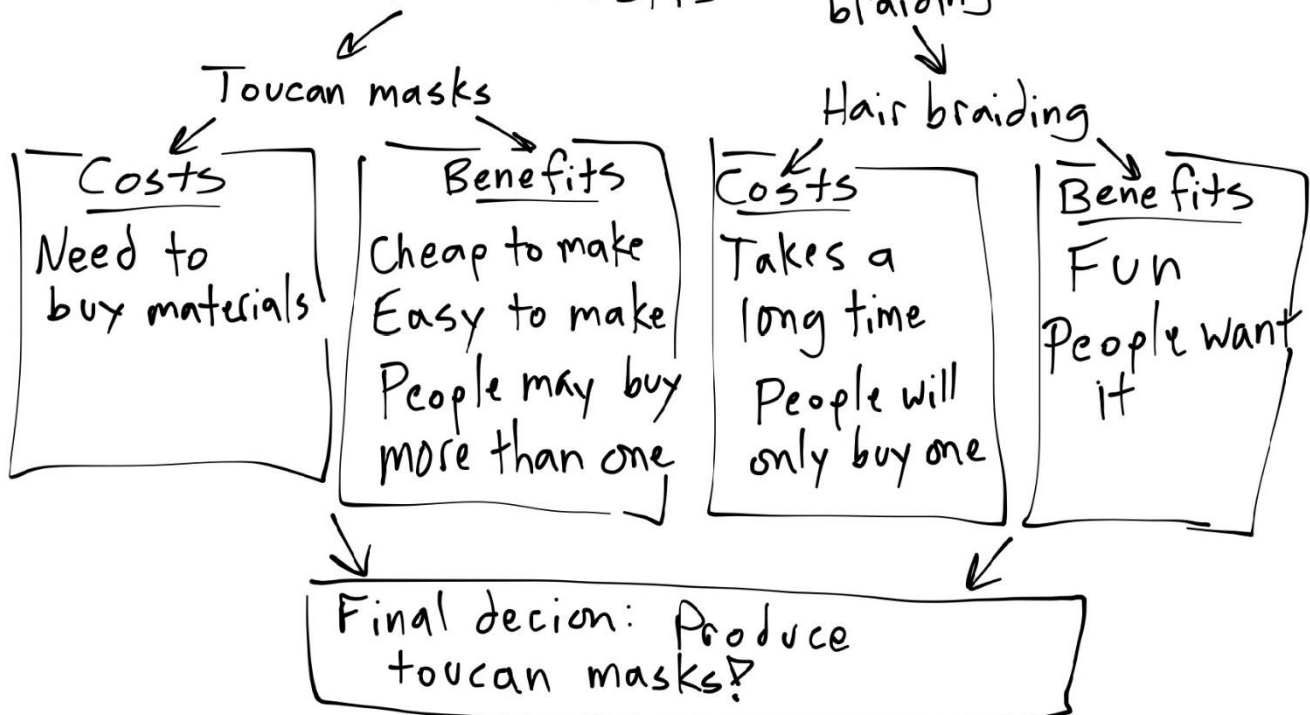 braiding
Toucan masks
Hair braiding
Costs
Need to
buy materials
Benefits
Cheap to make
Easy to make
People may buy
more than one
Costs
Takes a
long time
People will
only buy one
Benefits
Fun
People want
it
Final decion: Produce
toucan masks!